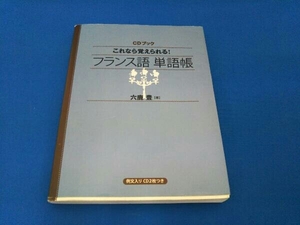 CDブック
これなら覚えられる!
フランス語 単語帳
六鹿 豊 [著]
例文入りCD2枚つき